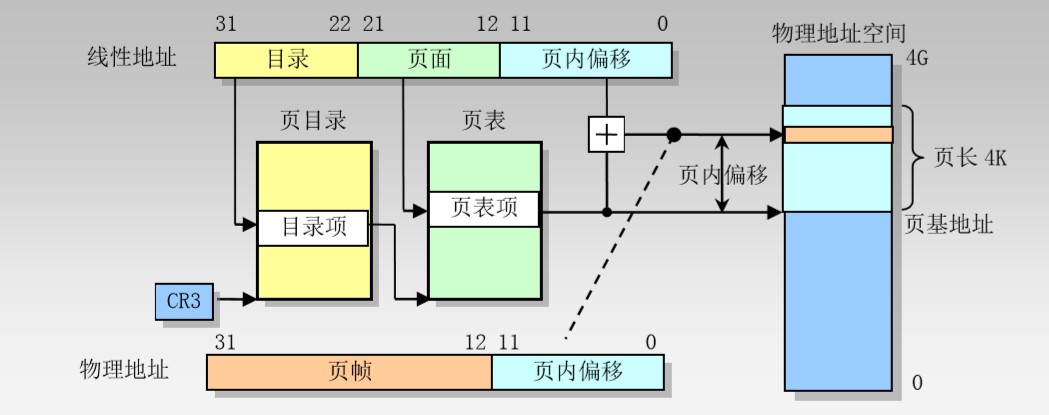 31 22 21 12 11 0
线性地址 目录 页面 页内偏移
物理地址空间
4G
页目录 页表
+
页内偏移
页长 4K
目录项 页表项
页基地址
CR3
31 12 11 0
物理地址 页帧 页内偏移
0